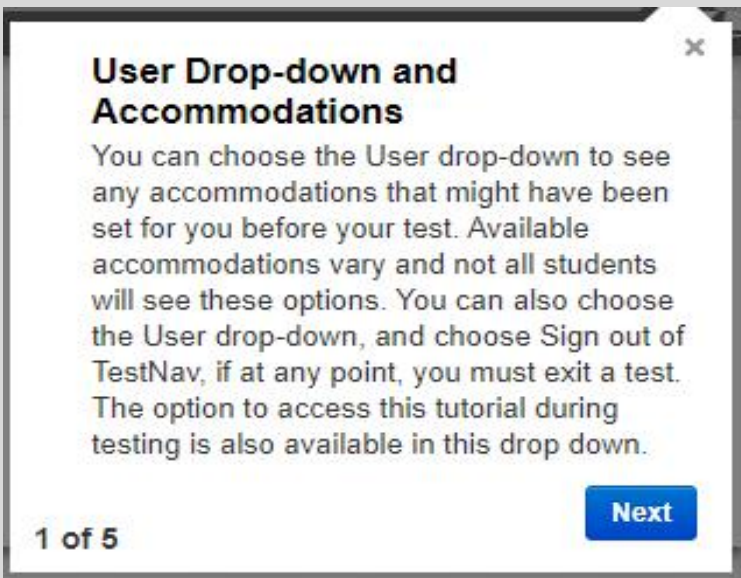 ×
User Drop-down and
Accommodations
You can choose the User drop-down to see
any accommodations that might have been
set for you before your test. Available
accommodations vary and not all students
will see these options. You can also choose
the User drop-down, and choose Sign out of
TestNav, if at any point, you must exit a test.
The option to access this tutorial during
testing is also available in this drop down.
Next
1 of 5